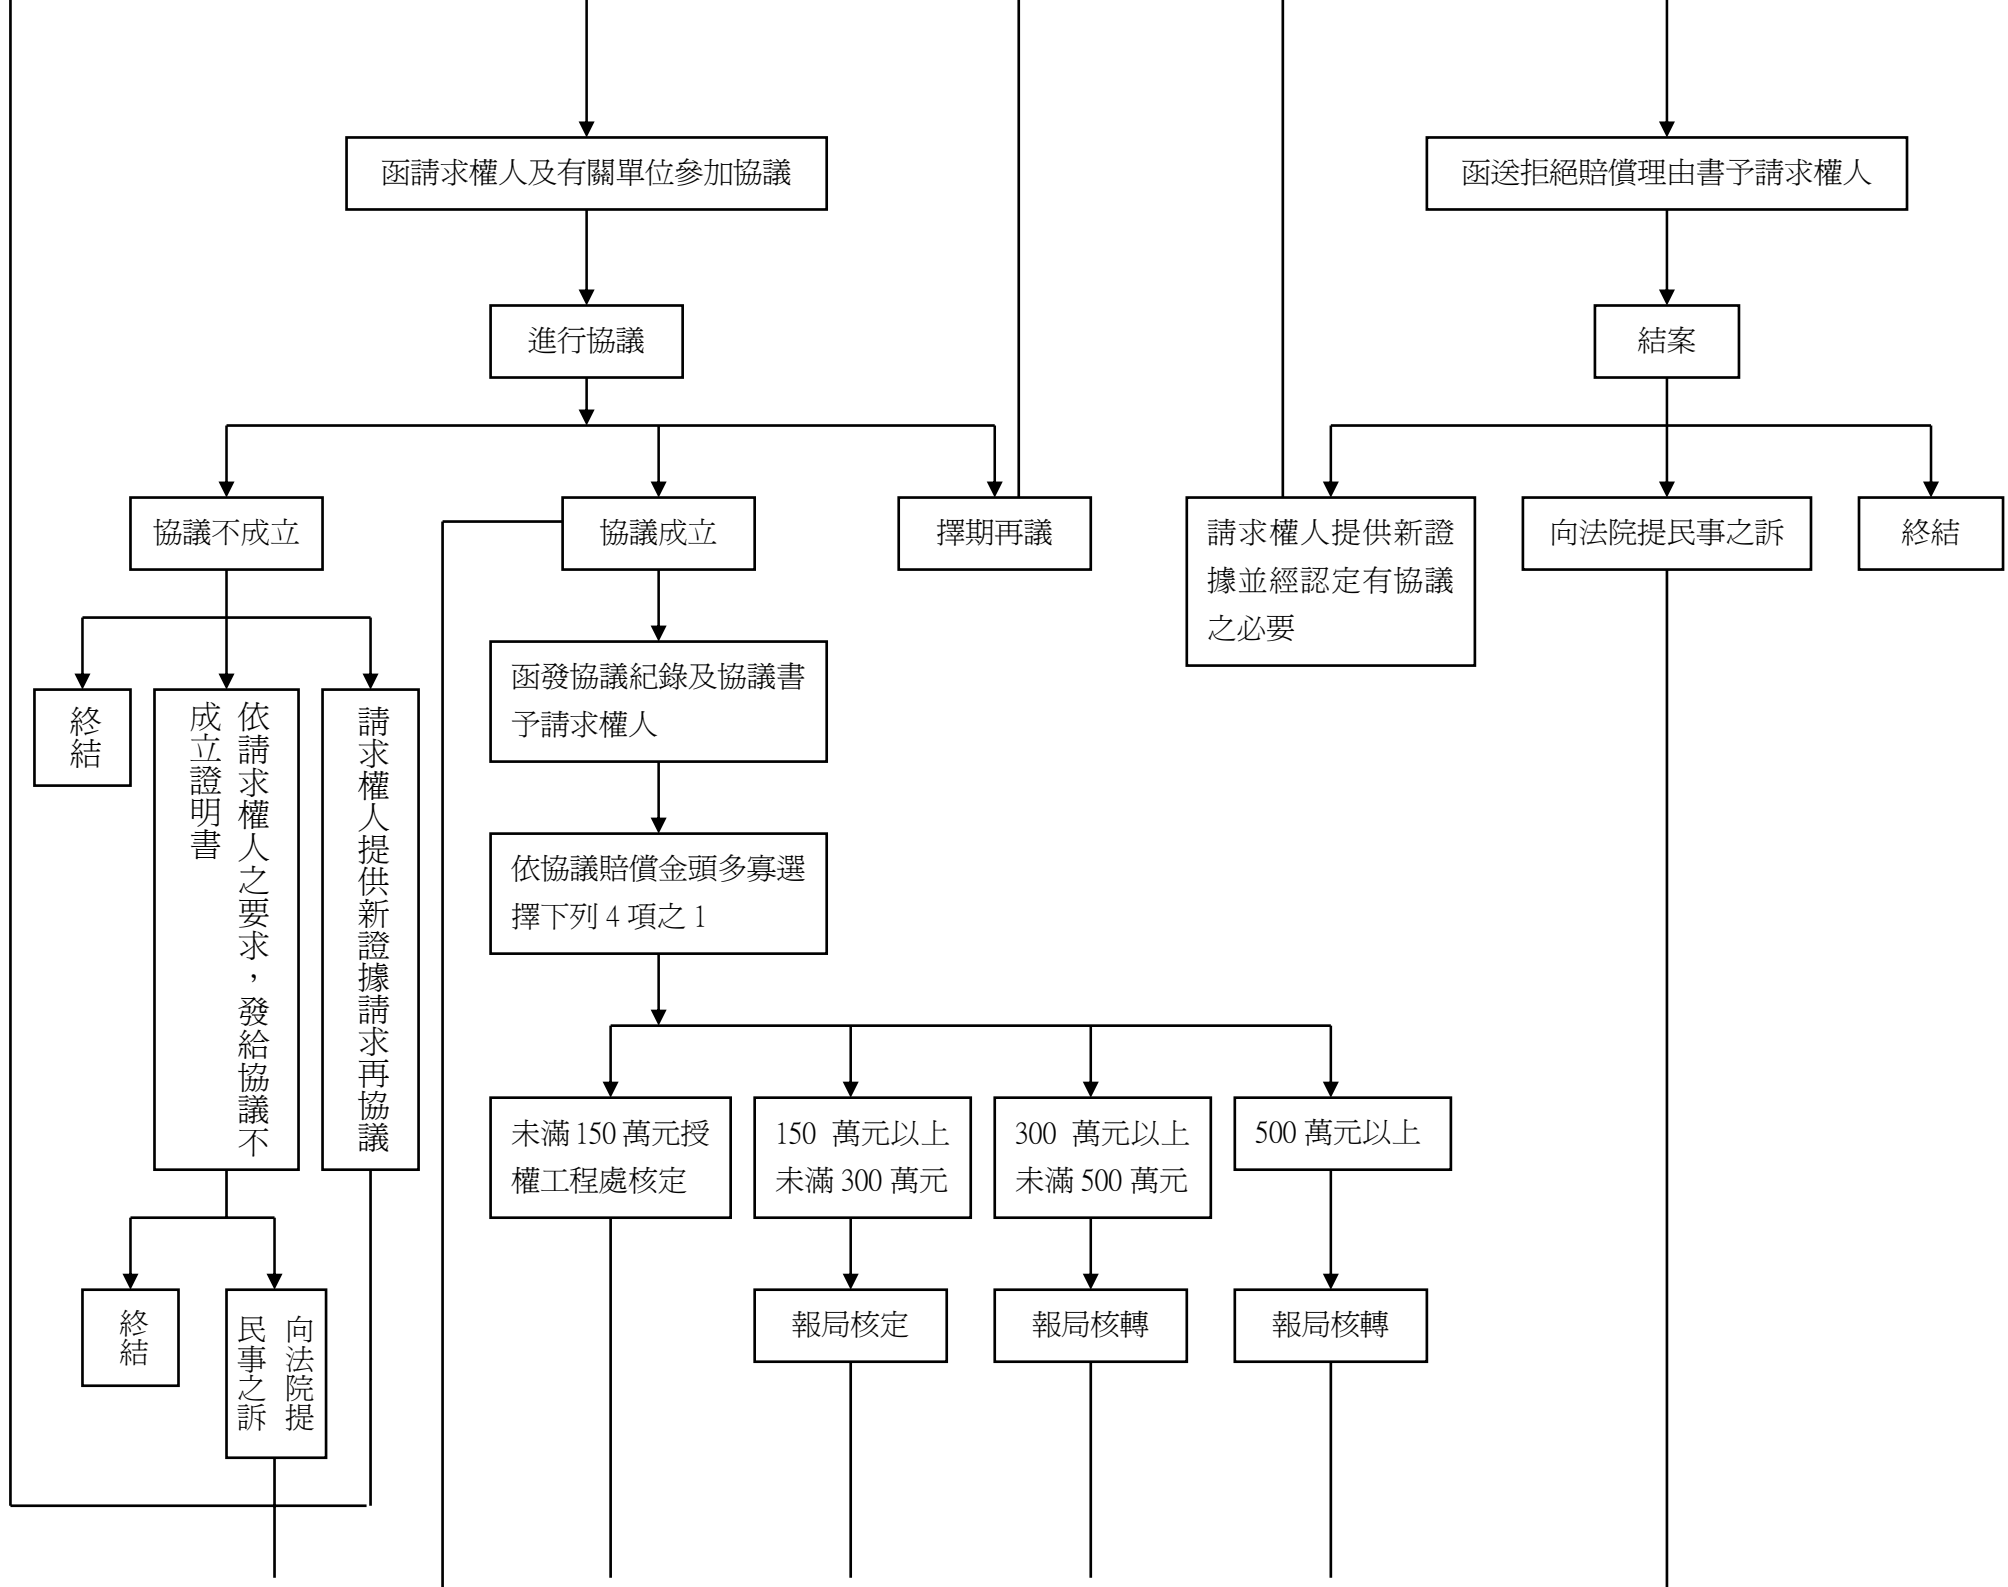 函請求權人及有關單位參加協議
函送拒絕賠償理由書予請求權人
進行協議
結案
協議不成立
協議成立
擇期再議
請求權人提供新證
據並經認定有協議
之必要
向法院提民事之訴
終結
函發協議紀錄及協議書
予請求權人
終結
依請求權人之要求，發給協議不
成立證明書
請求權人提供新證據請求再協議
依協議賠償金頭多寡選
擇下列 4 項之 1
未滿 150 萬元授
權工程處核定
150 萬元以上
未滿 300 萬元
300 萬元以上
未滿 500 萬元
500 萬元以上
終結
向法院提
民事之訴
報局核定
報局核轉
報局核轉